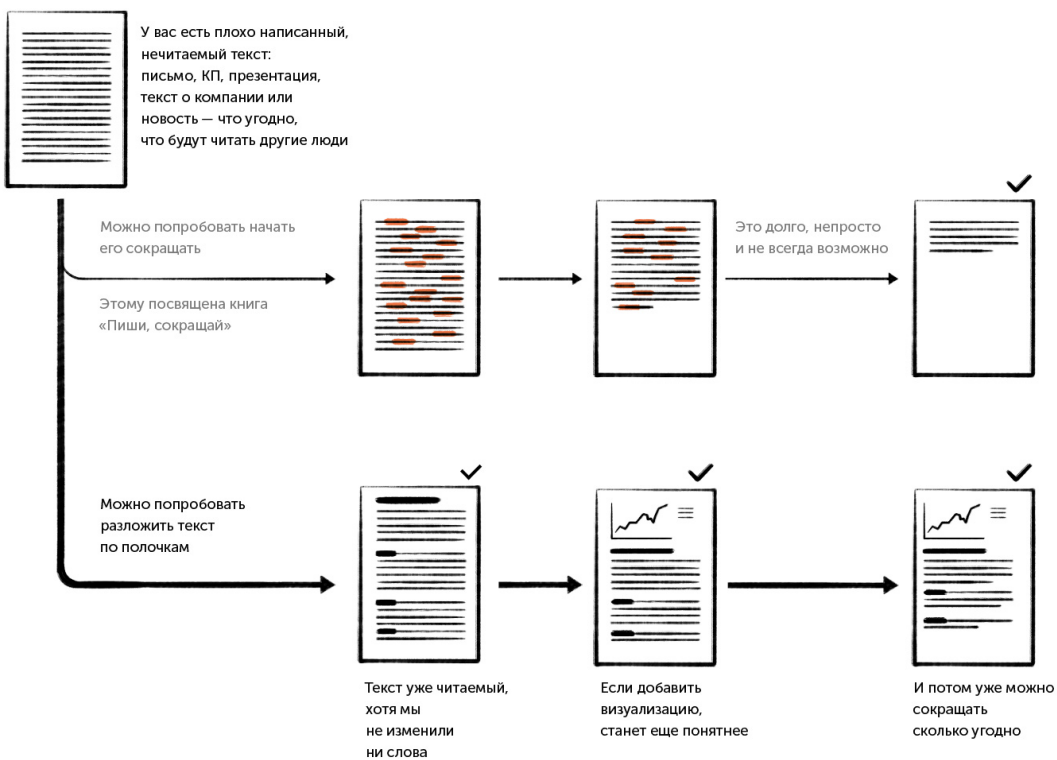 У вас есть плохо написанный,
нечитаемый текст:
письмо, КП, презентация,
текст о компании или
новость — что угодно,
что будут читать другие люди
Можно попробовать начать
его сокращать
Этому посвящена книга
«Пиши, сокращай»
Это долго, непросто
и не всегда возможно
Можно попробовать
разложить текст
по полочкам
Текст уже читаемый,
хотя мы
не изменили
ни слова
Если добавить
визуализацию,
станет еще понятнее
И потом уже можно
сокращать
сколько угодно